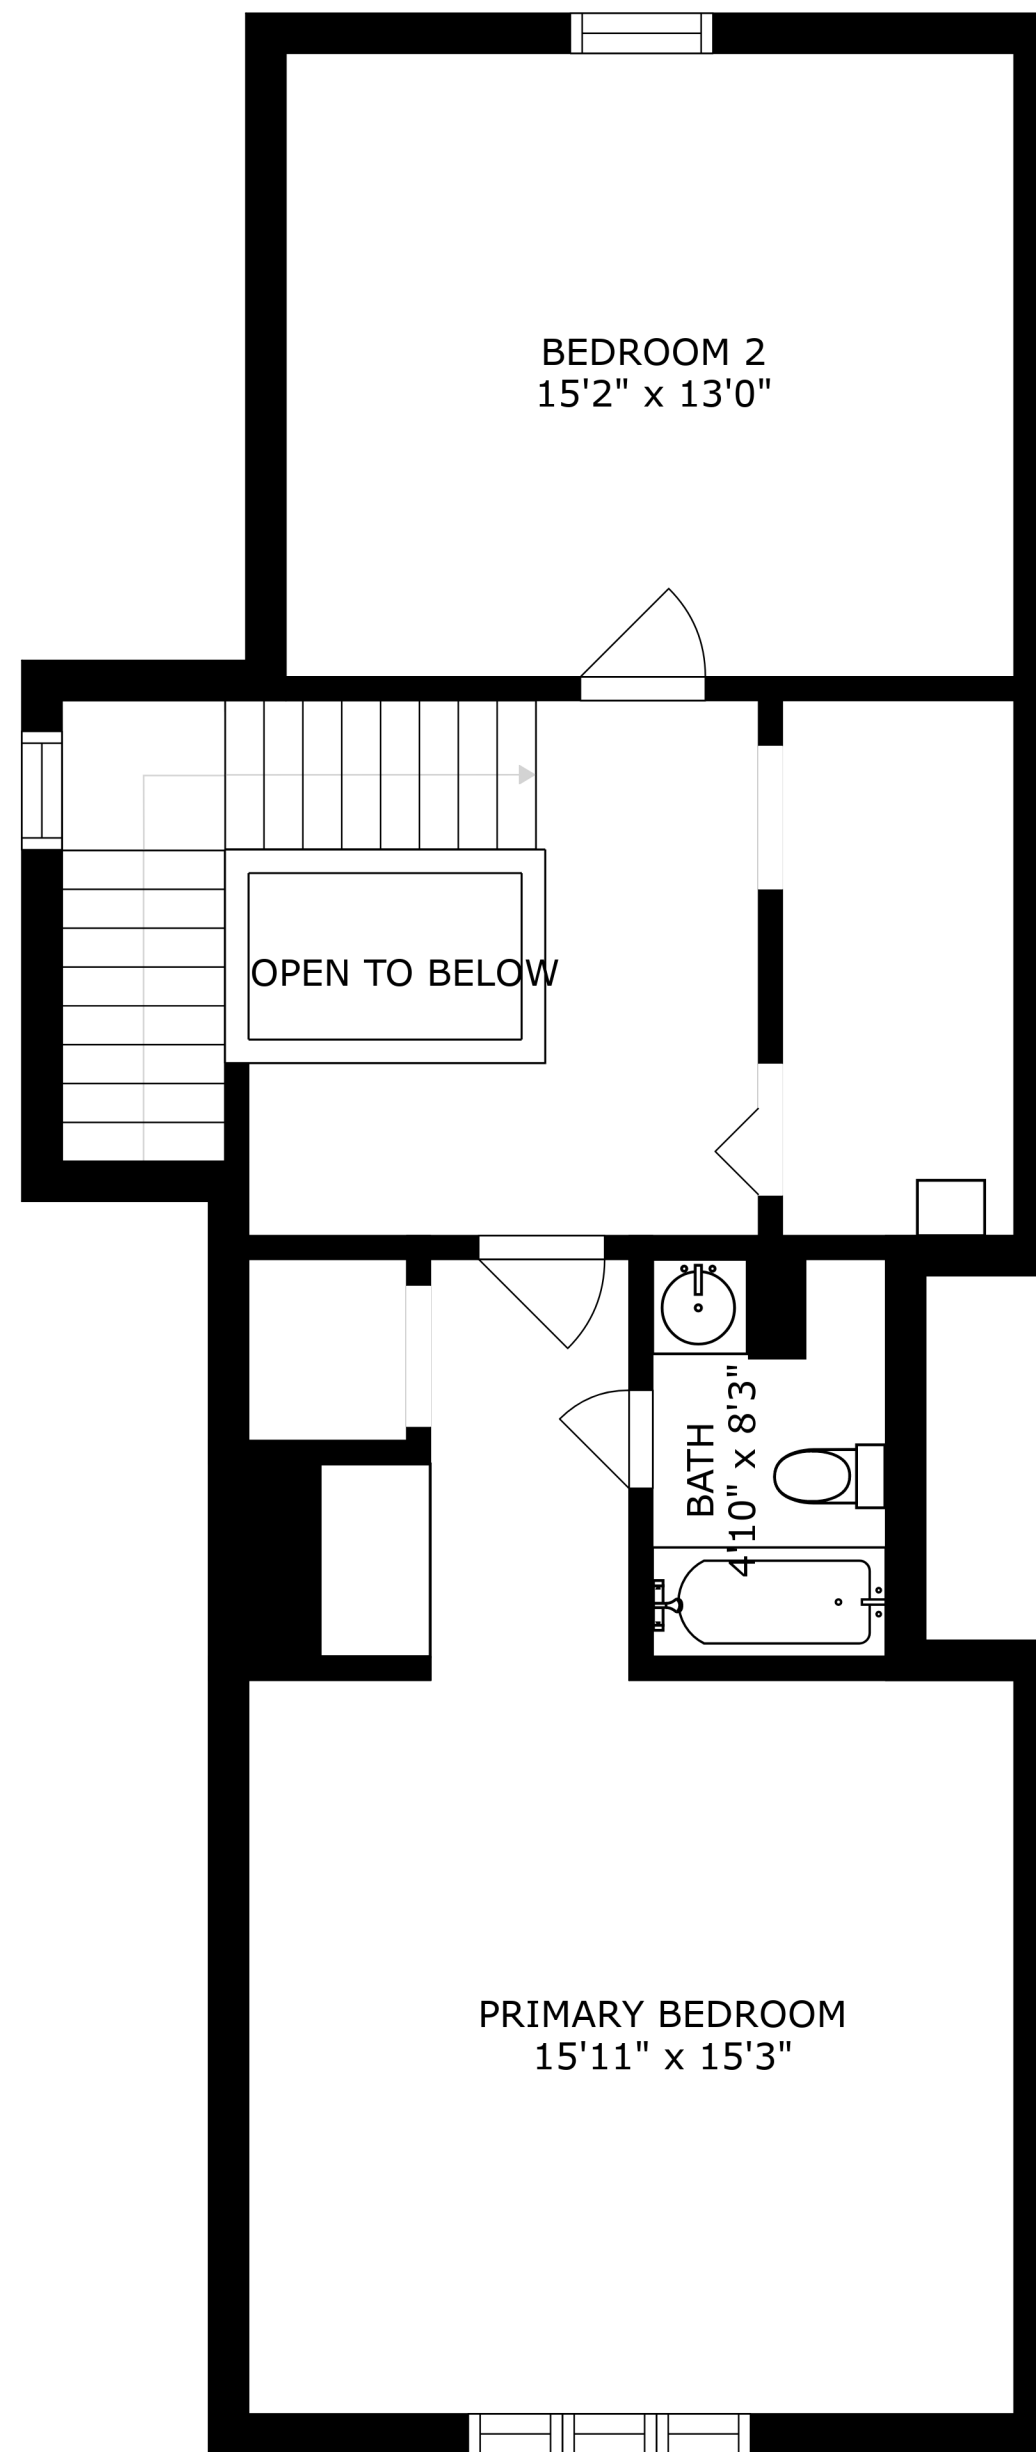 BEDROOM 2
15'2" x 13'0"
OPEN TO BELOW
BATH
4'10" x 8'3"
PRIMARY BEDROOM
15'11" x 15'3"